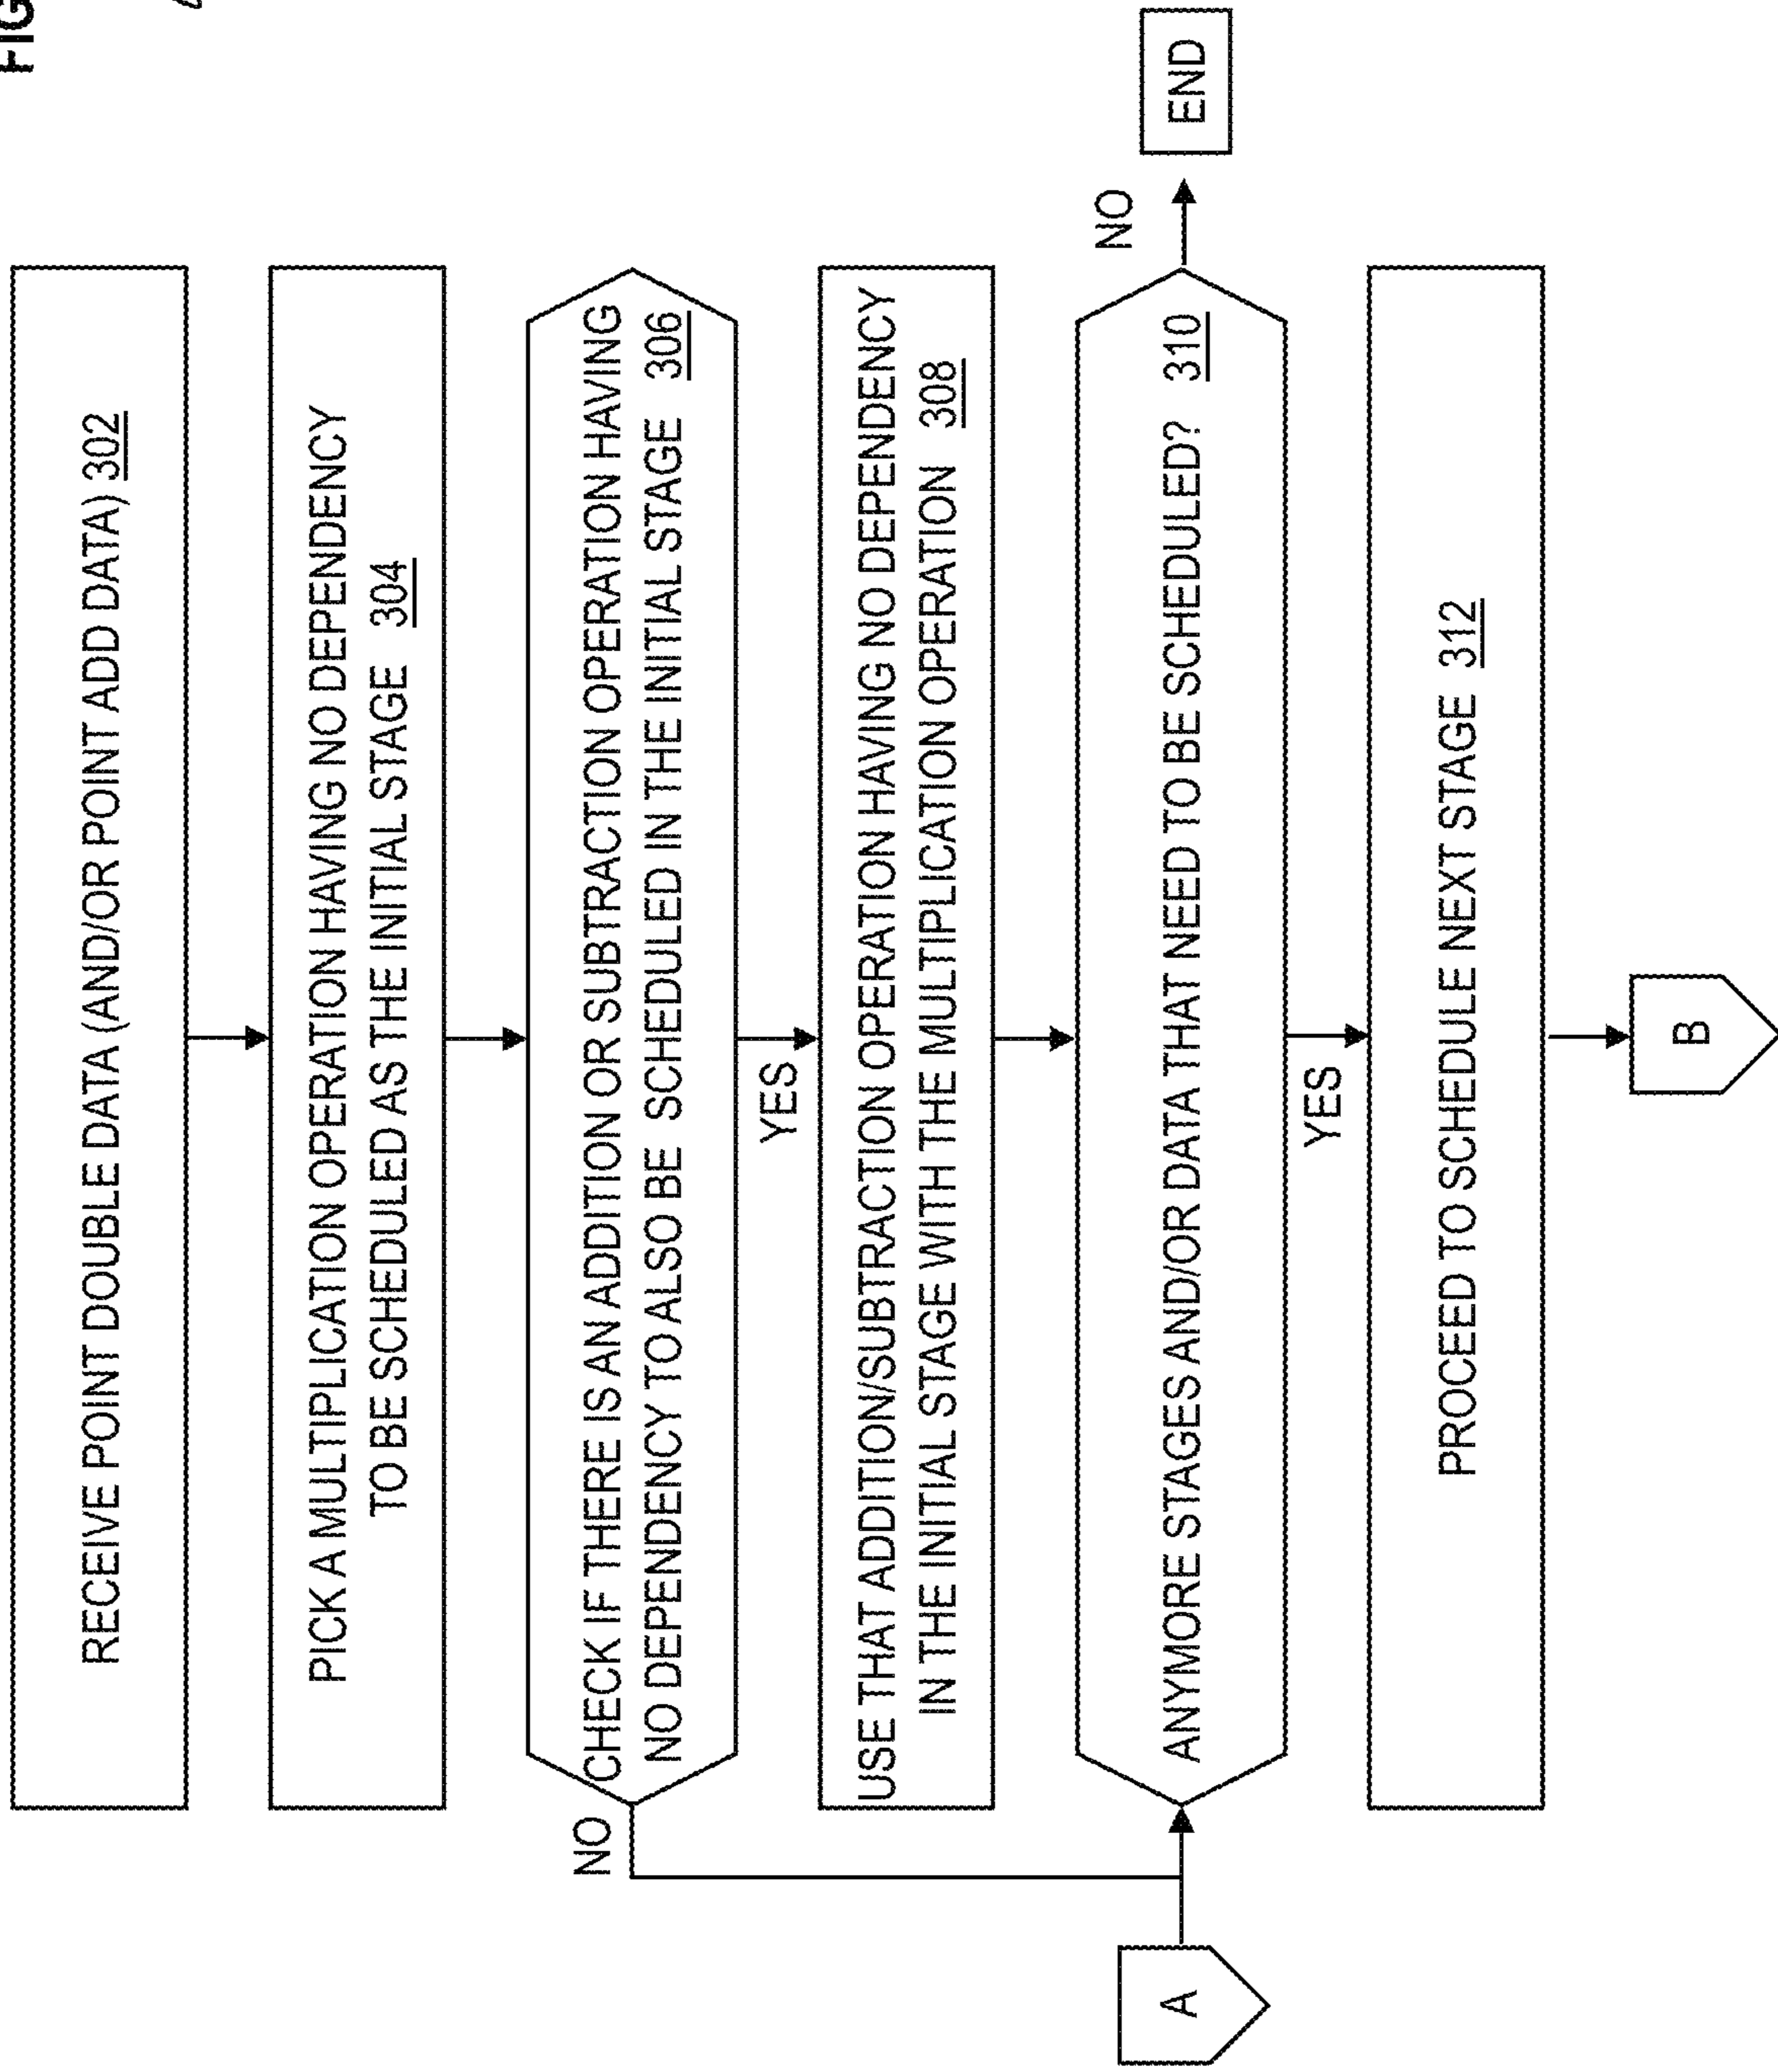 FIG
RECEIVE POINT DOUBLE DATA (AND/OR POINT ADD DATA) 302
PICK A MULTIPLICATION OPERATION HAVING NO DEPENDENCY
TO BE SCHEDULED AS THE INITIAL STAGE 304
CHECK IF THERE IS AN ADDITION OR SUBTRACTION OPERATION HAVING
NO DEPENDENCY TO ALSO BE SCHEDULED IN THE INITIAL STAGE 306
NO
YES
USE THAT ADDITION/SUBTRACTION OPERATION HAVING NO DEPENDENCY
IN THE INITIAL STAGE WITH THE MULTIPLICATION OPERATION 308
A
ANYMORE STAGES AND/OR DATA THAT NEED TO BE SCHEDULED? 310
NO
END
YES
PROCEED TO SCHEDULE NEXT STAGE 312
B